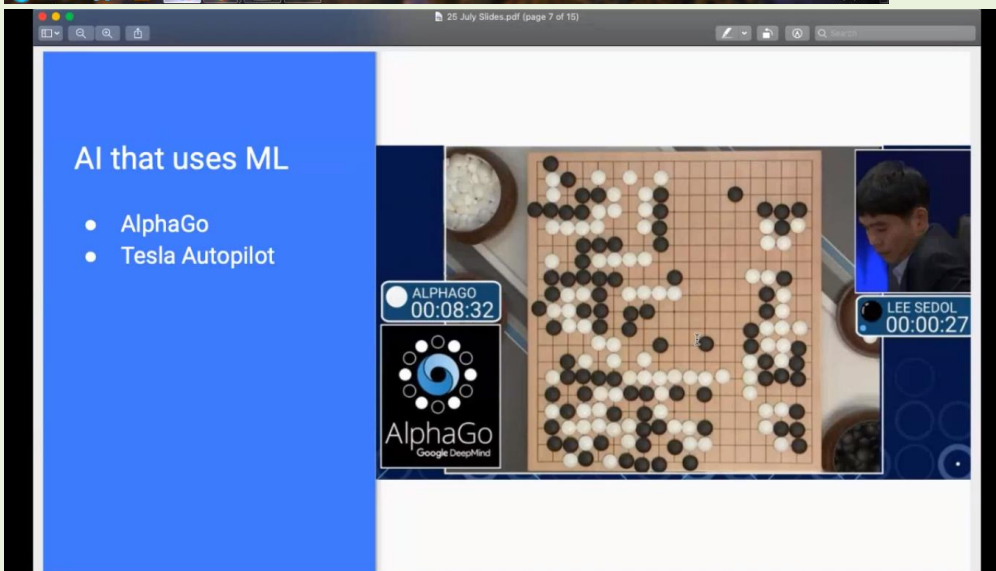 25 July Slides.pdf (page 7 of 15)
Search
AI that uses ML
AlphaGo
Tesla Autopilot
ALPHAGO
00:08:32
AlphaGo
Google DeepMind
LEE SEDOL
00:00:27